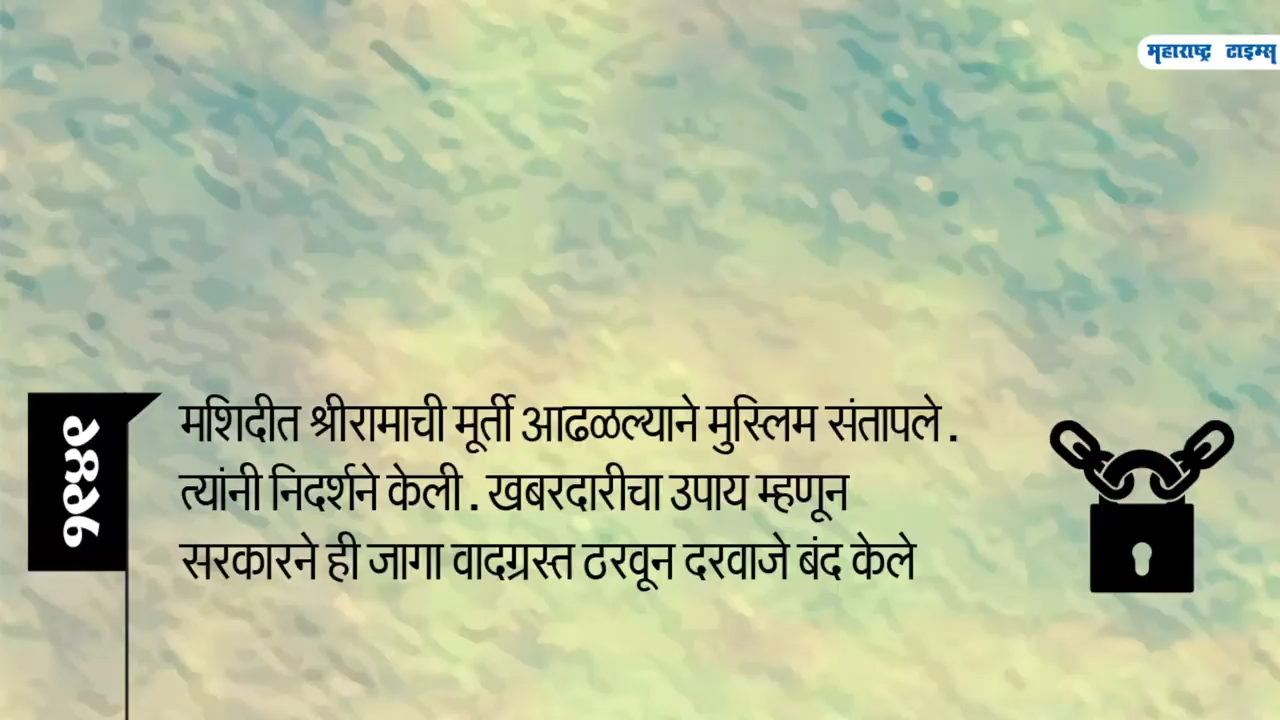 महाराष्ट्र टाइम्स
१९४९
मशिदीत श्रीरामाची मूर्ती आढळल्याने मुस्लिम संतापले .
त्यांनी निदर्शने केली . खबरदारीचा उपाय म्हणून
सरकारने ही जागा वादग्रस्त ठरवून दरवाजे बंद केले